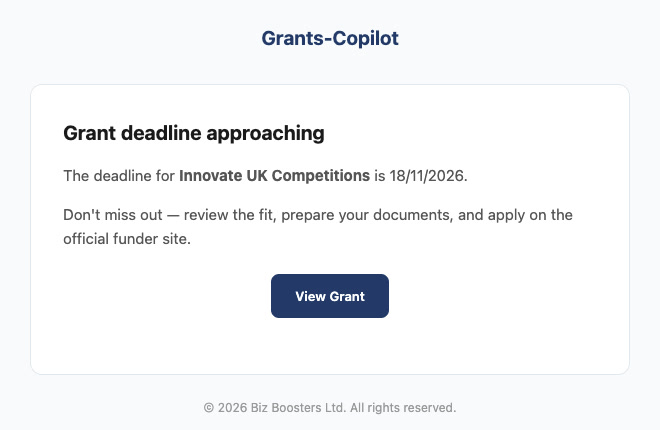 Grants-Copilot
Grant deadline approaching
The deadline for Innovate UK Competitions is 18/11/2026.
Don't miss out — review the fit, prepare your documents, and apply on the
official funder site.
View Grant
© 2026 Biz Boosters Ltd. All rights reserved.